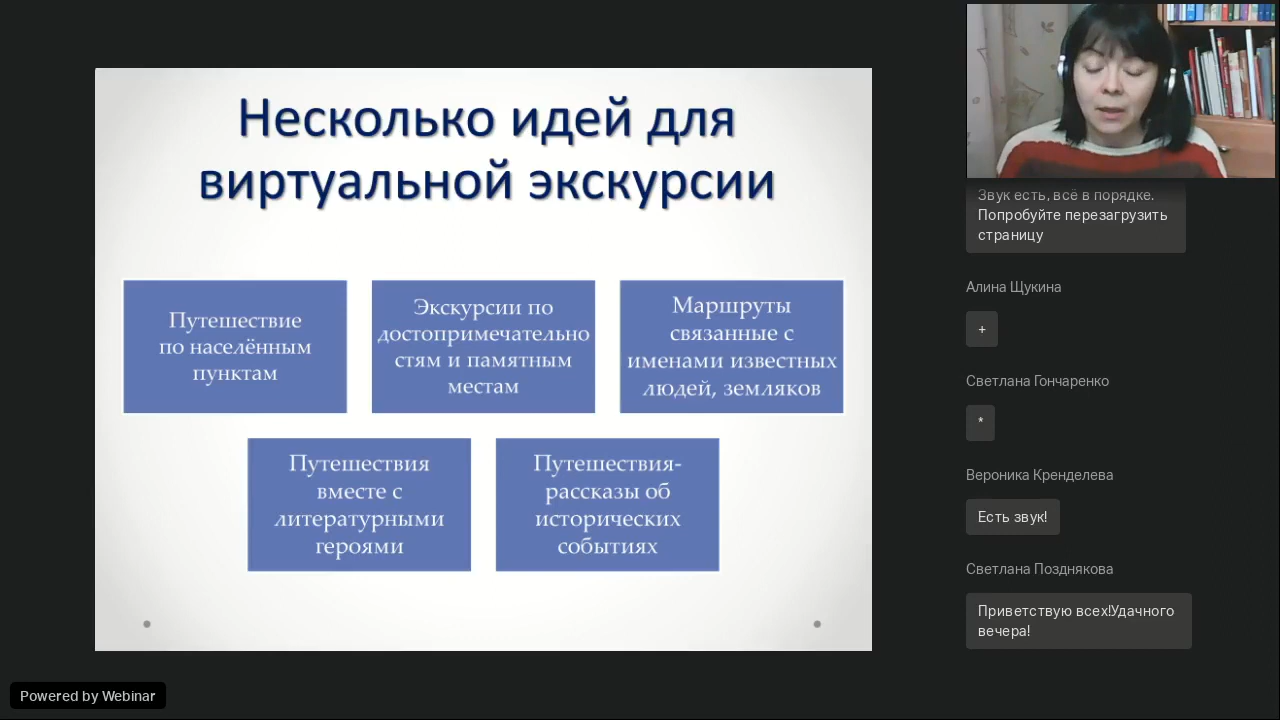 Несколько идей для
виртуальной экскурсии
Путешествие
по населённым
пунктам
Экскурсии по
достопримечательно
стям и памятным
местам
Маршруты
связанные с
именами известных
людей, земляков
Путешествия
вместе с
литературными
героями
Путешествия-
рассказы об
исторических
событиях
Звук есть, всё в порядке.
Попробуйте перезагрузить
страницу
Алина Щукина
+
Светлана Гончаренко
*
Вероника Кренделева
Есть звук!
Светлана Позднякова
Приветствую всех!Удачного
вечера!
Powered by Webinar